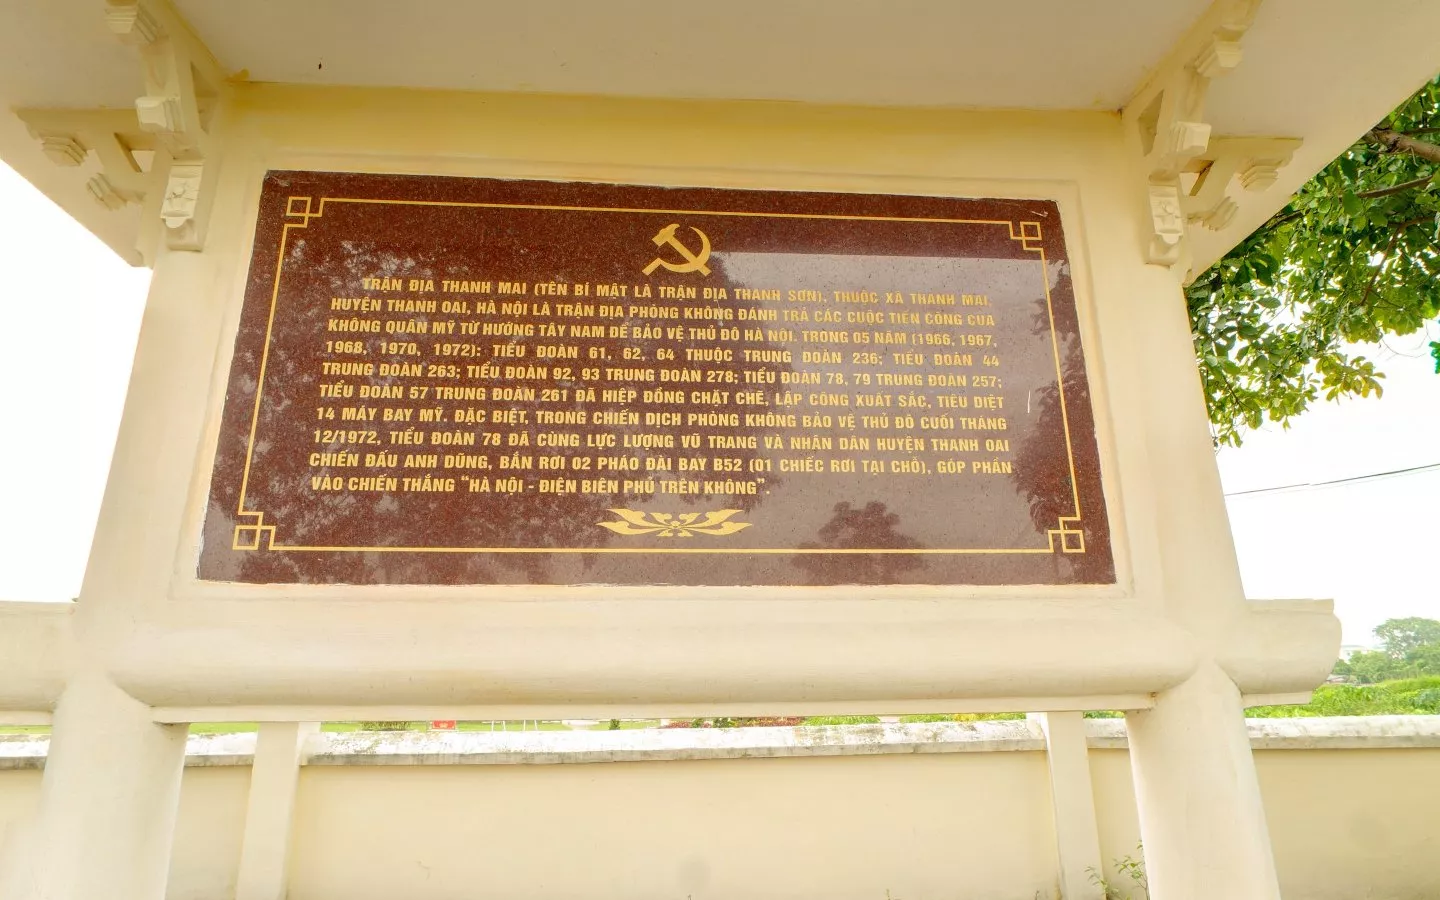 TRẬN ĐỊA THANH MAI (TÊN BÍ MẬT LÀ TRẬN ĐỊA THANH SƠN), THUỘC XÃ THANH MAI,
HUYỆN THANH OAI, HÀ NỘI LÀ TRẬN ĐỊA PHÒNG KHÔNG ĐÁNH TRẢ CÁC CUỘC TIẾN CÔNG CỦA
KHÔNG QUÂN MỸ TỪ HƯỚNG TÂY NAM ĐỂ BẢO VỆ THỦ ĐÔ HÀ NỘI. TRONG 05 NĂM (1966, 1967,
1968, 1970, 1972): TIỂU ĐOÀN 61, 62, 64 THUỘC TRUNG ĐOÀN 236; TIỂU ĐOÀN 44
TRUNG ĐOÀN 263; TIỂU ĐOÀN 92, 93 TRUNG ĐOÀN 278; TIỂU ĐOÀN 78, 79 TRUNG ĐOÀN 257;
TIỂU ĐOÀN 57 TRUNG ĐOÀN 261 ĐÃ HIỆP ĐỒNG CHẶT CHẼ, LẬP CÔNG XUẤT SẮC, TIÊU DIỆT
14 MÁY BAY MỸ. ĐẶC BIỆT, TRONG CHIẾN DỊCH PHÒNG KHÔNG BẢO VỆ THỦ ĐÔ CUỐI THÁNG
12/1972, TIỂU ĐOÀN 78 ĐÃ CÙNG LỰC LƯỢNG VŨ TRANG VÀ NHÂN DÂN HUYỆN THANH OAI
CHIẾN ĐẤU ANH DŨNG, BẮN RƠI 02 PHÁO ĐÀI BAY B52 (01 CHIẾC RƠI TẠI CHỖ), GÓP PHẦN
VÀO CHIẾN THẮNG "HÀ NỘI - ĐIỆN BIÊN PHỦ TRÊN KHÔNG".